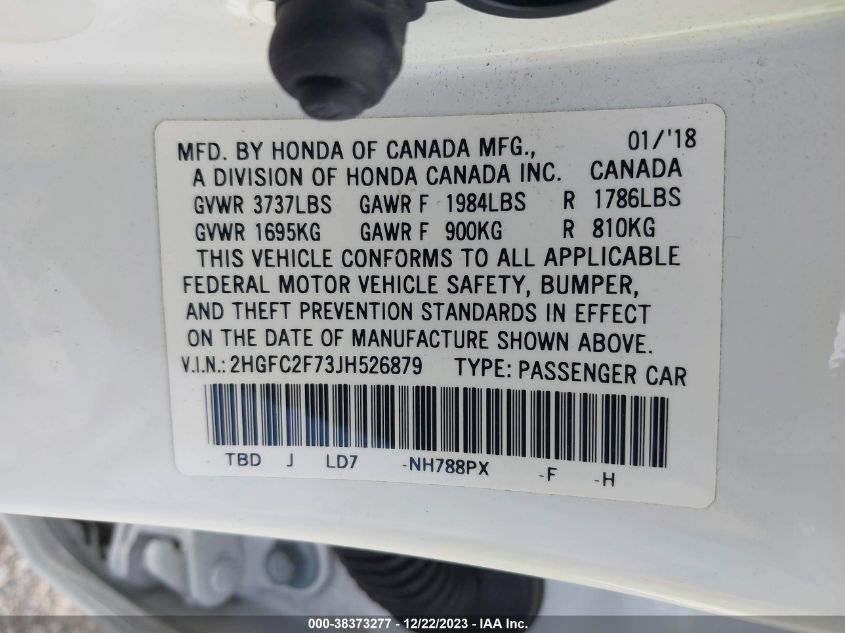 MFD. BY HONDA OF CANADA MFG., 01/'18
A DIVISION OF HONDA CANADA INC. CANADA
GVWR 3737LBS GAWR F 1984LBS R 1786LBS
GVWR 1695KG GAWR F 900KG R 810KG
THIS VEHICLE CONFORMS TO ALL APPLICABLE
FEDERAL MOTOR VEHICLE SAFETY, BUMPER,
AND THEFT PREVENTION STANDARDS IN EFFECT
ON THE DATE OF MANUFACTURE SHOWN ABOVE.
V.I.N.: 2HGFC2F73JH526879 TYPE: PASSENGER CAR
- TBD J LD7 -NH788PX -F -H
000-38373277 - 12/22/2023 - IAA Inc.